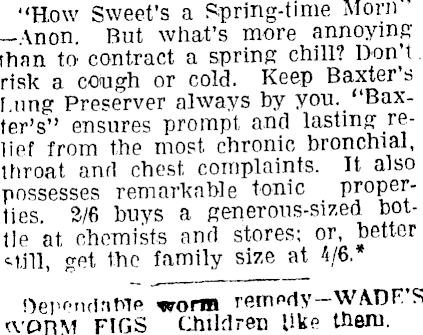 "How Sweet's a Spring-time Morn"
—Anon. But what's more annoying
than to contract a spring chill? Don't
risk a cough or cold. Keep Baxter's
Lung Preserver always by you. "Bax-
ter's" ensures prompt and lasting re-
lief from the most chronic bronchial,
throat and chest complaints. It also
possesses remarkable tonic proper-
ties. 2/6 buys a generous-sized bot-
tle at chemists and stores; or, better
still, get the family size at 4/6.*
Dependable worm remedy—WADE'S
WORM FIGS Children like them.